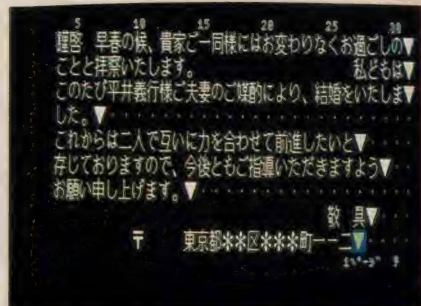 5 10 15 20 25 30
謹啓 早春の候、貴家ご一同様にはお変わりなくお過ごしの▼
ことと拝察いたします。 私どもは▼
このたび平井義行様ご夫妻のご媒酌により、結婚をいたしま▼
した。▼
これからは二人で互いに力を合わせて前進したいと▼
存じておりますので、今後ともご指導いただきますよう▼
お願い申し上げます。▼
敬 具▼
〒 東京都**区***町一一二▼
1ページ